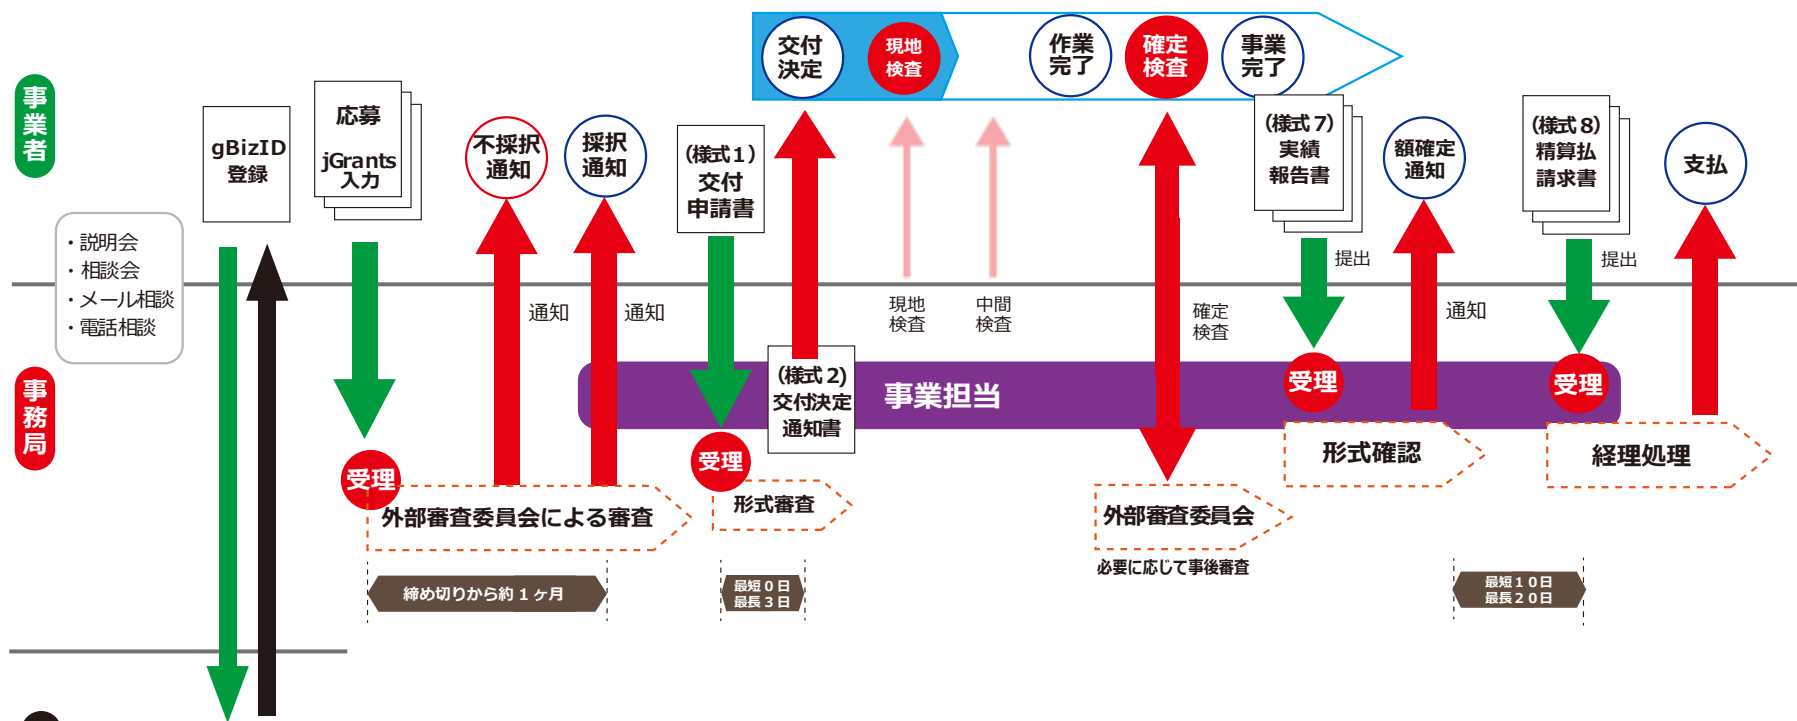 交付
決定
現地
検査
作業
完了
確定
検査
事業
完了
事業者
gBizID
登録
応募
jGrants
入力
不採択
通知
採択
通知
(様式1)
交付
申請書
(様式7)
実績
報告書
額確定
通知
(様式8)
精算払
請求書
支払
・説明会
・相談会
・メール相談
・電話相談
提出
提出
通知
通知
現地
検査
中間
検査
確定
検査
通知
事務局
(様式2)
交付決定
通知書
事業担当
受理
受理
受理
受理
外部審査委員会による審査
形式審査
外部審査委員会
必要に応じて事後審査
形式確認
経理処理
締め切りから約1ヶ月
最短0日
最長3日
最短10日
最長20日